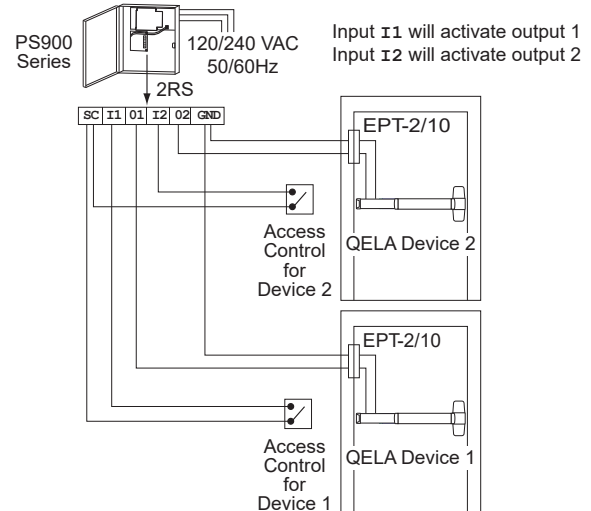 PS900
Series
120/240 VAC
50/60Hz
Input I1 will activate output 1
Input I2 will activate output 2
2RS
SC I1 01 I2 02 GND
EPT-2/10
Access
Control
for
Device 2
QELA Device 2
EPT-2/10
Access
Control
for
Device 1
QELA Device 1